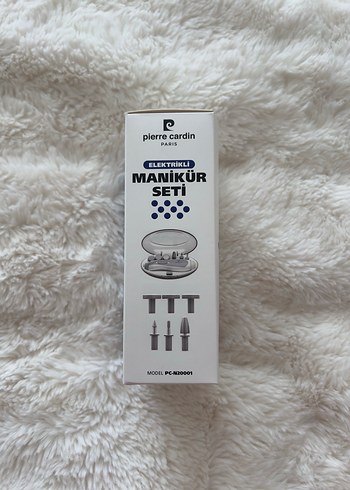 pierre cardin
PARIS
ELEKTRİKLİ
MANİKÜR
SETİ
MODEL PC-N20001